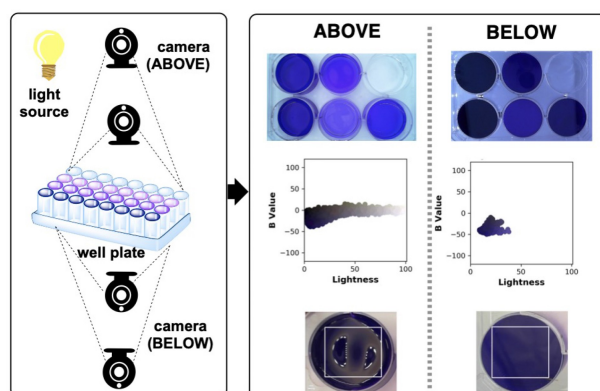 light
source
camera
(ABOVE)
well plate
camera
(BELOW)
ABOVE
BELOW
B Value
100
50
0
−50
−100
0
50
100
Lightness
B Value
100
50
0
−50
−100
0
50
100
Lightness